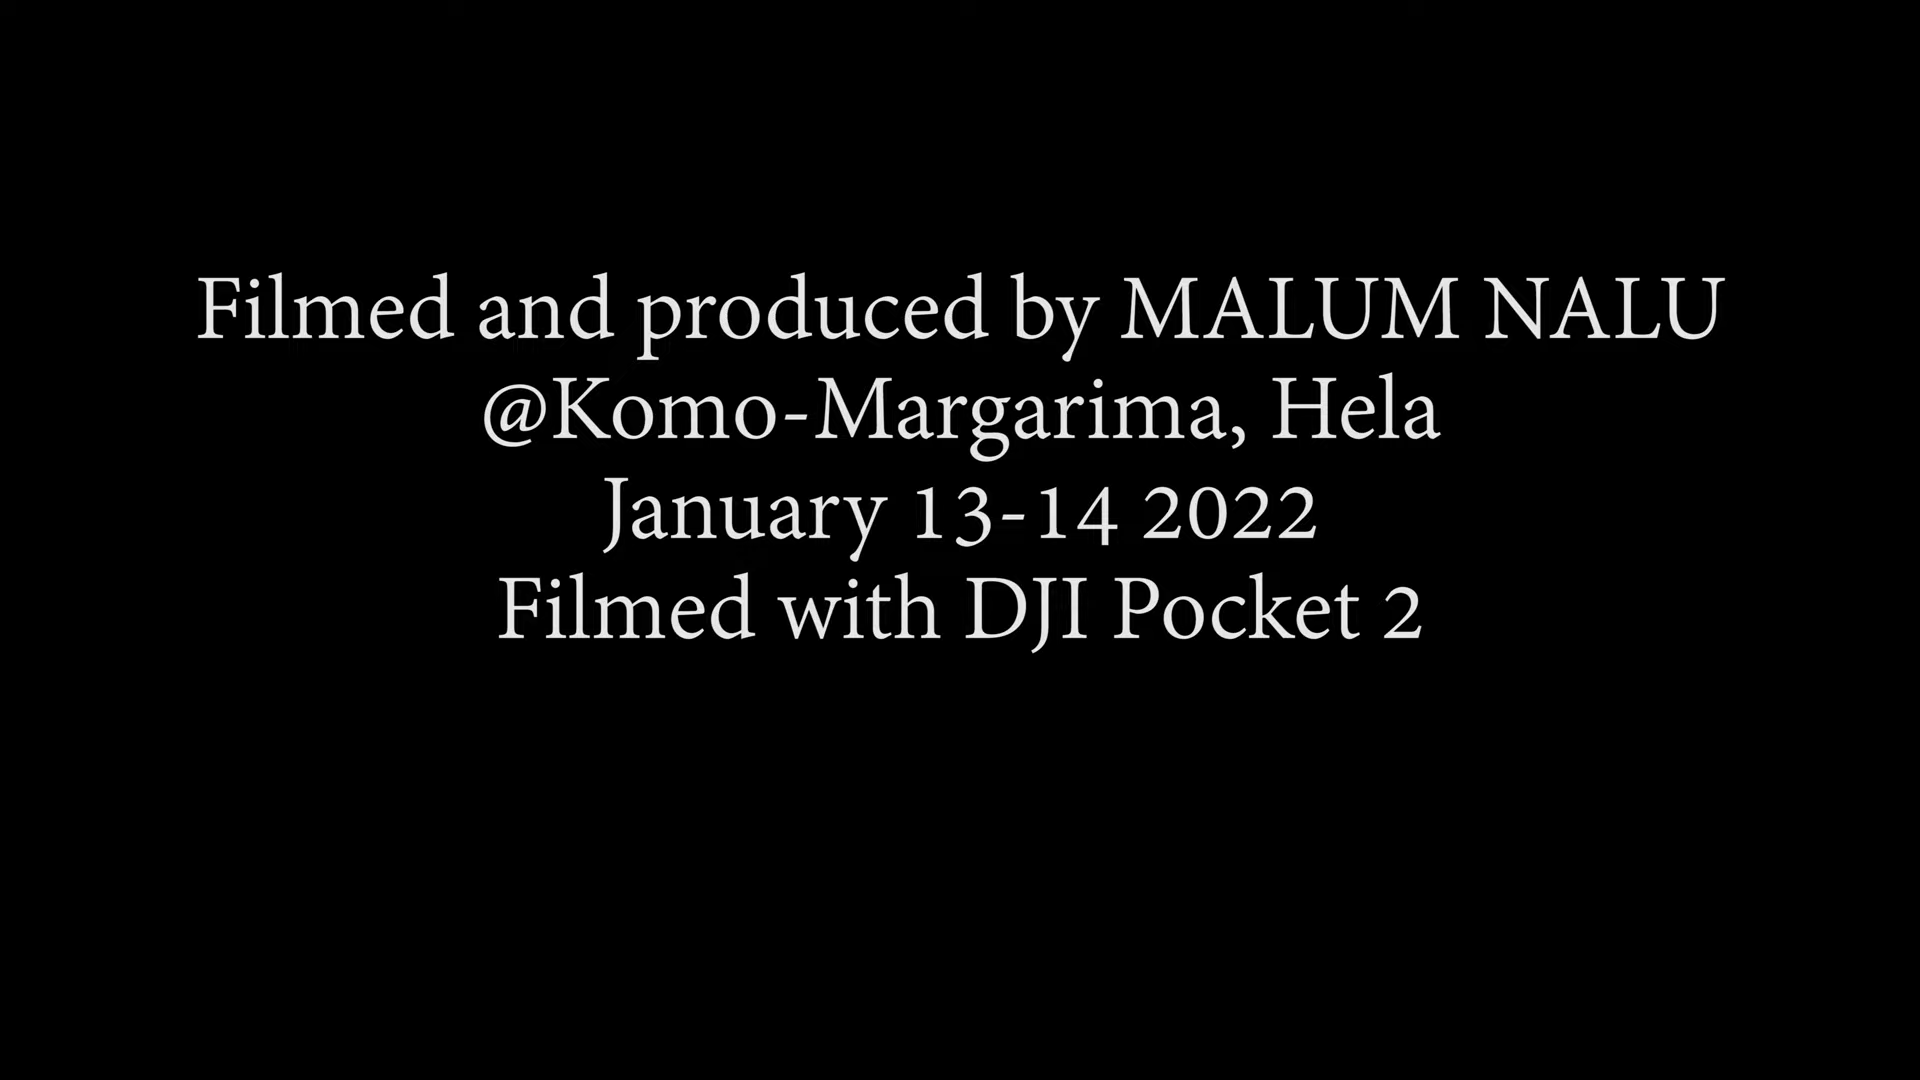 Filmed and produced by MALUM NALU
@Komo-Margarima, Hela
January 13-14 2022
Filmed with DJI Pocket 2